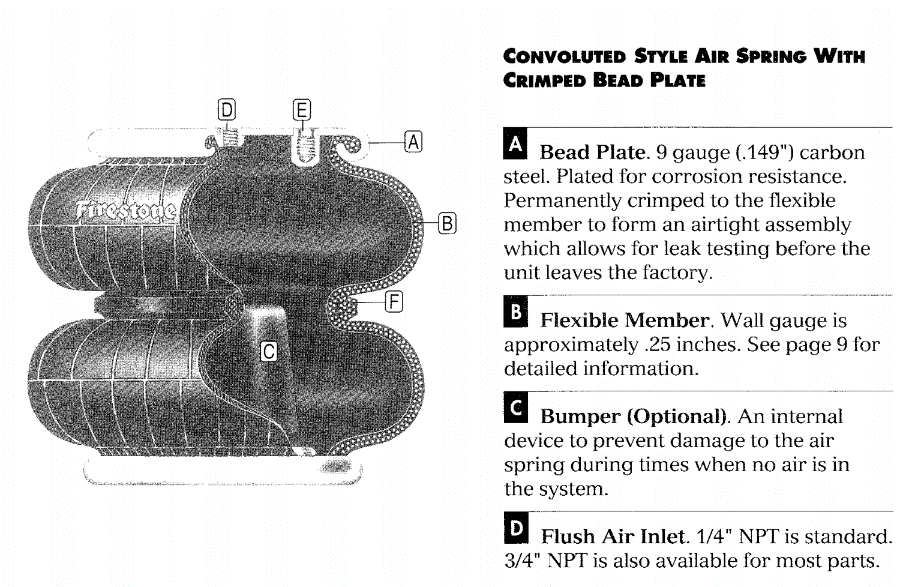 CONVOLUTED STYLE AIR SPRING WITH
CRIMPED BEAD PLATE
D
E
A
Firestone
B
F
C
A Bead Plate. 9 gauge (.149") carbon
steel. Plated for corrosion resistance.
Permanently crimped to the flexible
member to form an airtight assembly
which allows for leak testing before the
unit leaves the factory.
B Flexible Member. Wall gauge is
approximately .25 inches. See page 9 for
detailed information.
C Bumper (Optional). An internal
device to prevent damage to the air
spring during times when no air is in
the system.
D Flush Air Inlet. 1/4" NPT is standard.
3/4" NPT is also available for most parts.